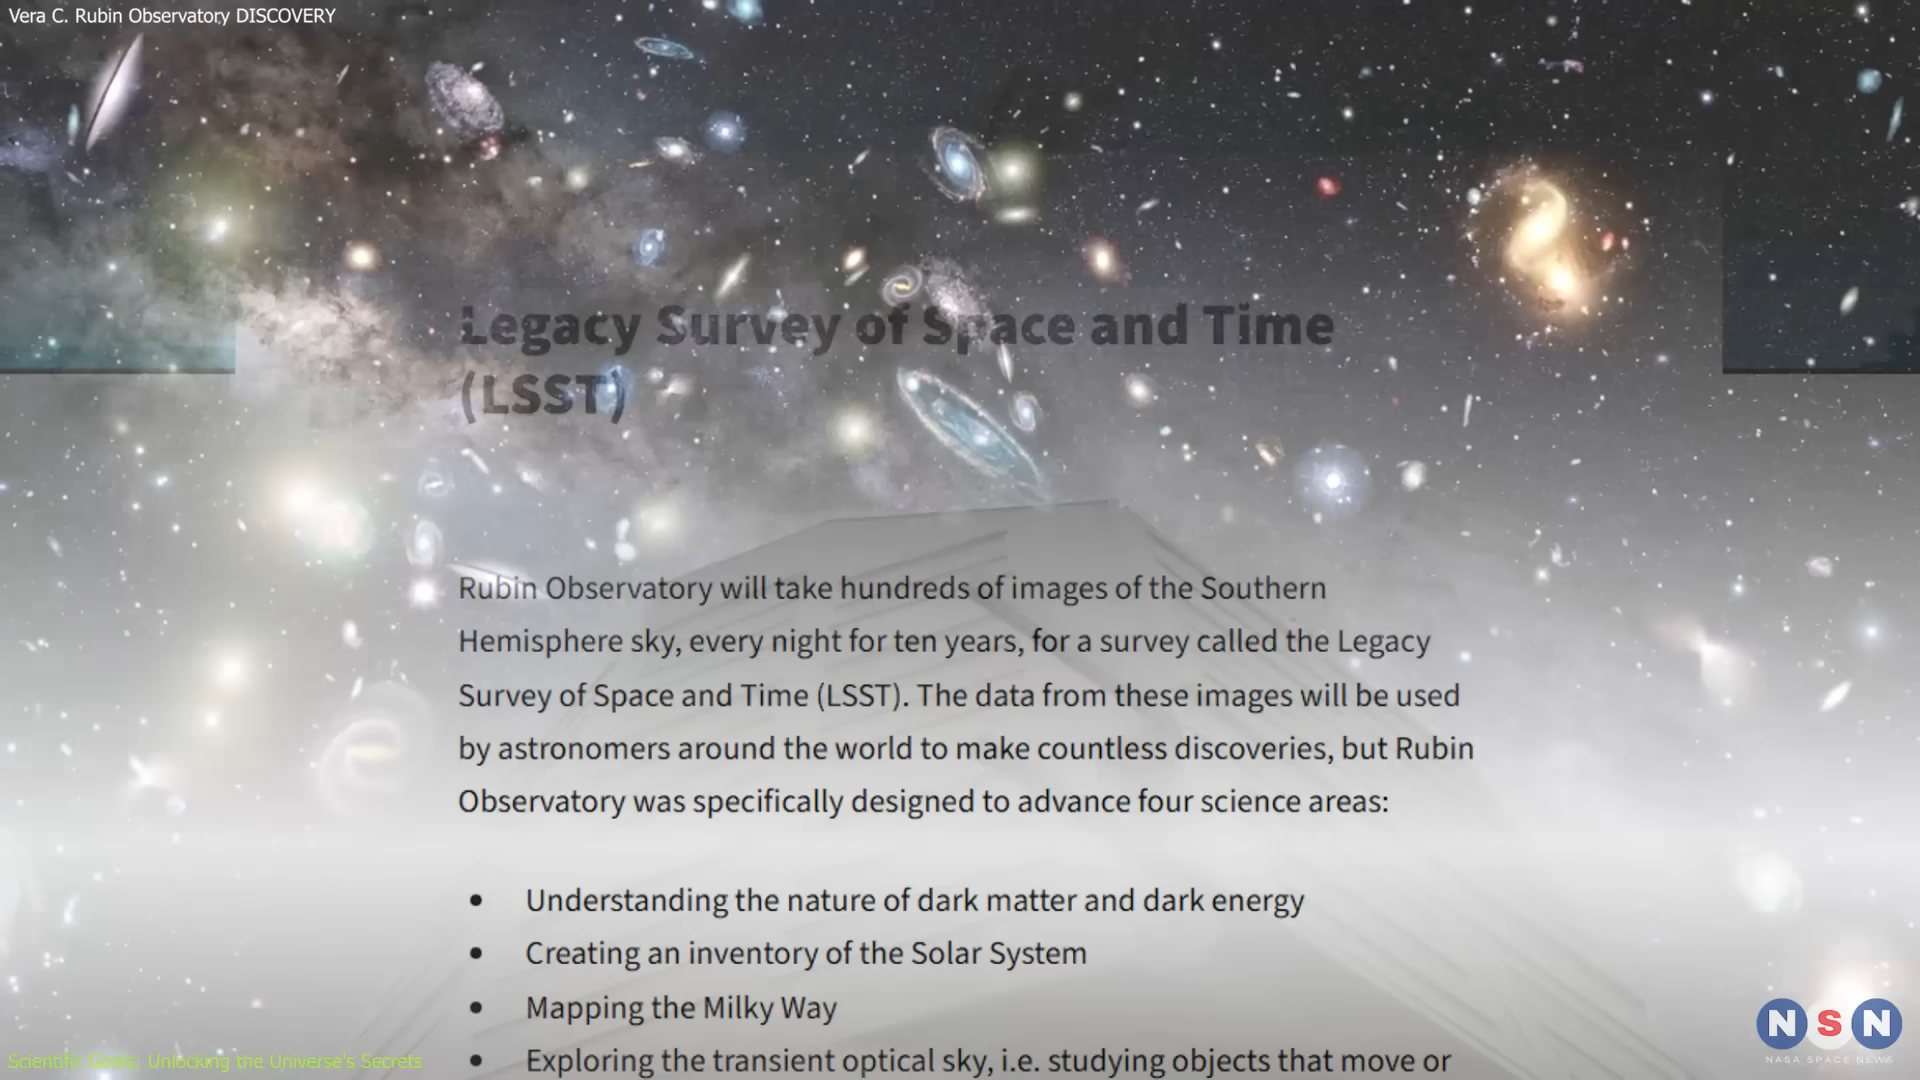 Vera C. Rubin Observatory DISCOVERY
Legacy Survey of Space and Time
(LSST)
Rubin Observatory will take hundreds of images of the Southern
Hemisphere sky, every night for ten years, for a survey called the Legacy
Survey of Space and Time (LSST). The data from these images will be used
by astronomers around the world to make countless discoveries, but Rubin
Observatory was specifically designed to advance four science areas:
• Understanding the nature of dark matter and dark energy
• Creating an inventory of the Solar System
• Mapping the Milky Way
• Exploring the transient optical sky, i.e. studying objects that move or
Scientific Goals: Unlocking the Universe's Secrets
NSN
NASA SPACE NEWS